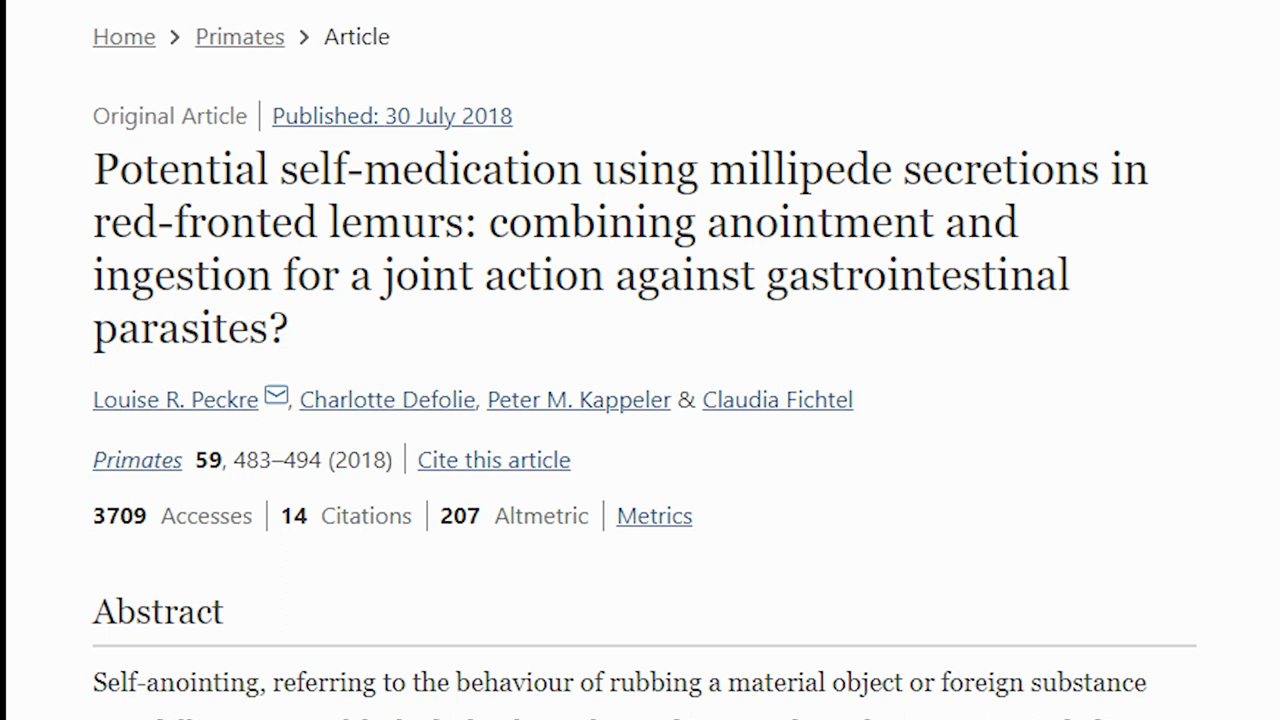 Home > Primates > Article
Original Article | Published: 30 July 2018
Potential self-medication using millipede secretions in
red-fronted lemurs: combining anointment and
ingestion for a joint action against gastrointestinal
parasites?
Louise R. Peckre, Charlotte Defolie, Peter M. Kappeler & Claudia Fichtel
Primates 59, 483–494 (2018) | Cite this article
3709 Accesses | 14 Citations | 207 Altmetric | Metrics
Abstract
Self-anointing, referring to the behaviour of rubbing a material object or foreign substance